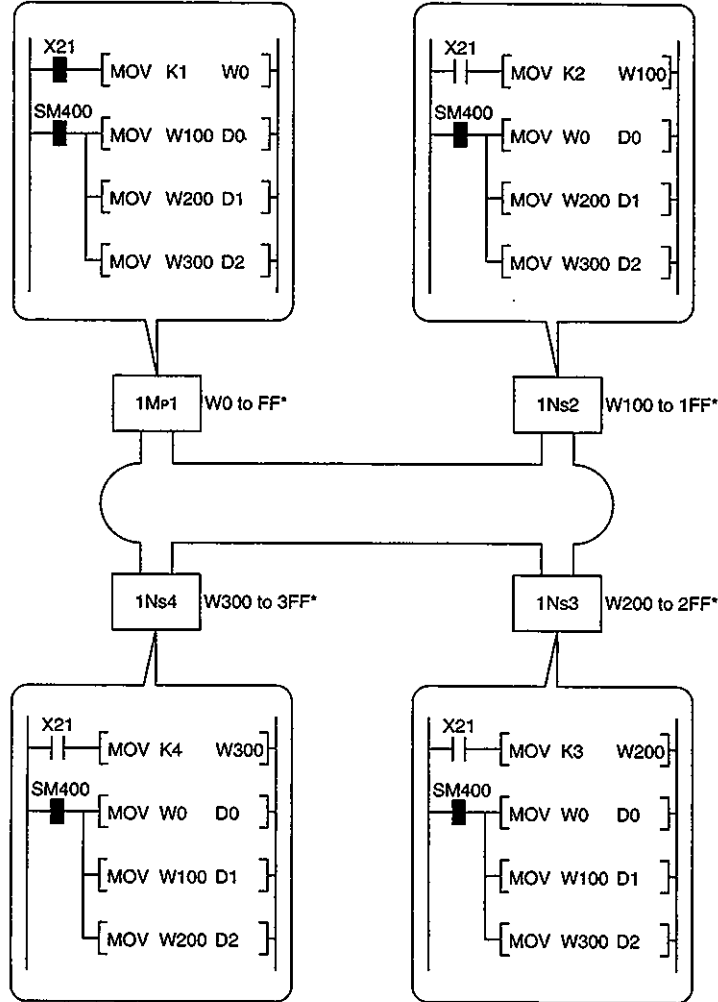 X21
MOV K1 W0
SM400
MOV W100 D0
MOV W200 D1
MOV W300 D2
X21
MOV K2 W100
SM400
MOV W0 D0
MOV W200 D1
MOV W300 D2
1MP1 W0 to FF*
1NS2 W100 to 1FF*
1NS4 W300 to 3FF*
1NS3 W200 to 2FF*
X21
MOV K4 W300
SM400
MOV W0 D0
MOV W100 D1
MOV W200 D2
X21
MOV K3 W200
SM400
MOV W0 D0
MOV W100 D1
MOV W300 D2